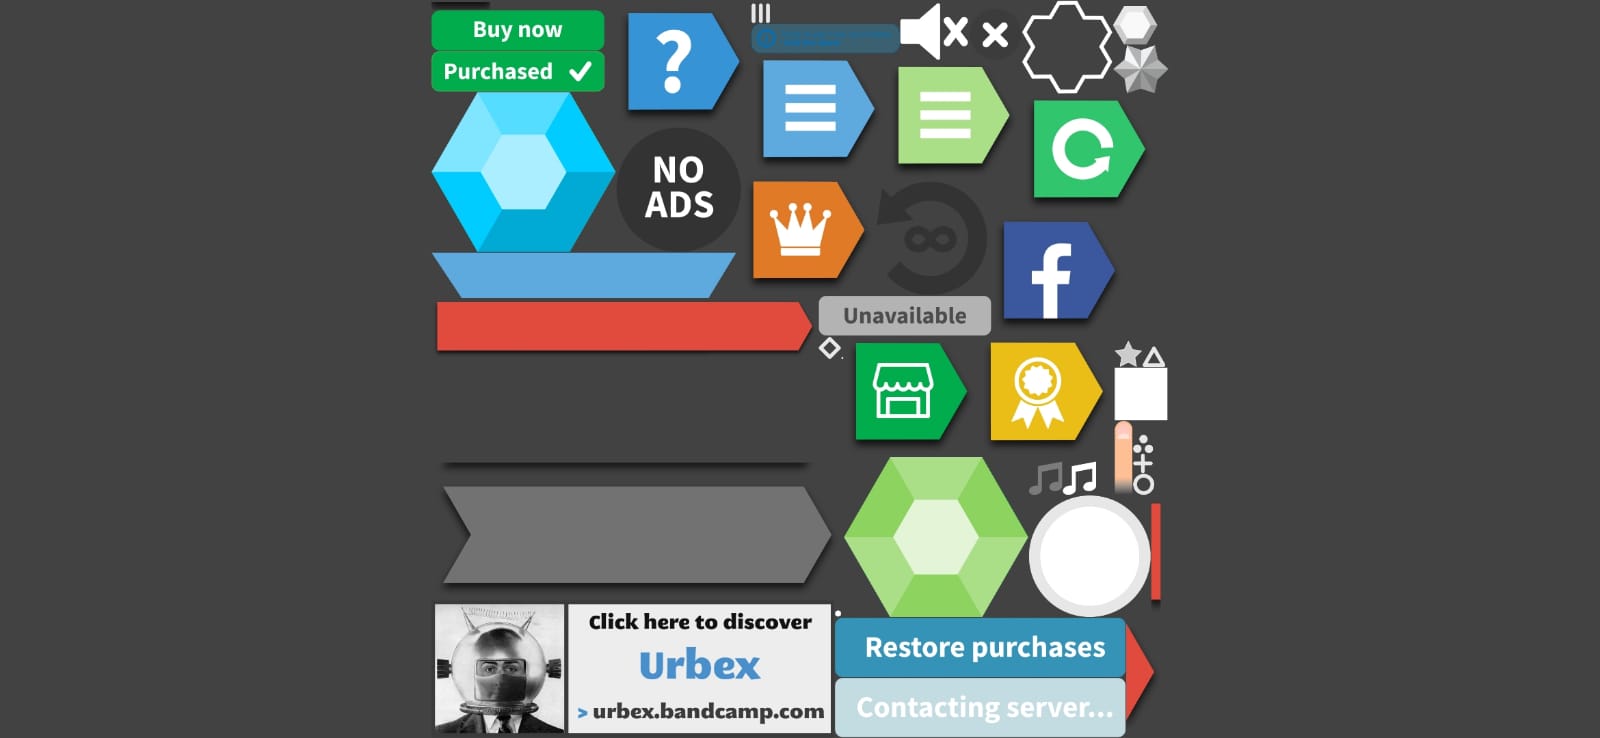 Buy now
Purchased
NO
ADS
Unavailable
Click here to discover
Urbex
> urbex.bandcamp.com
Restore purchases
Contacting server...